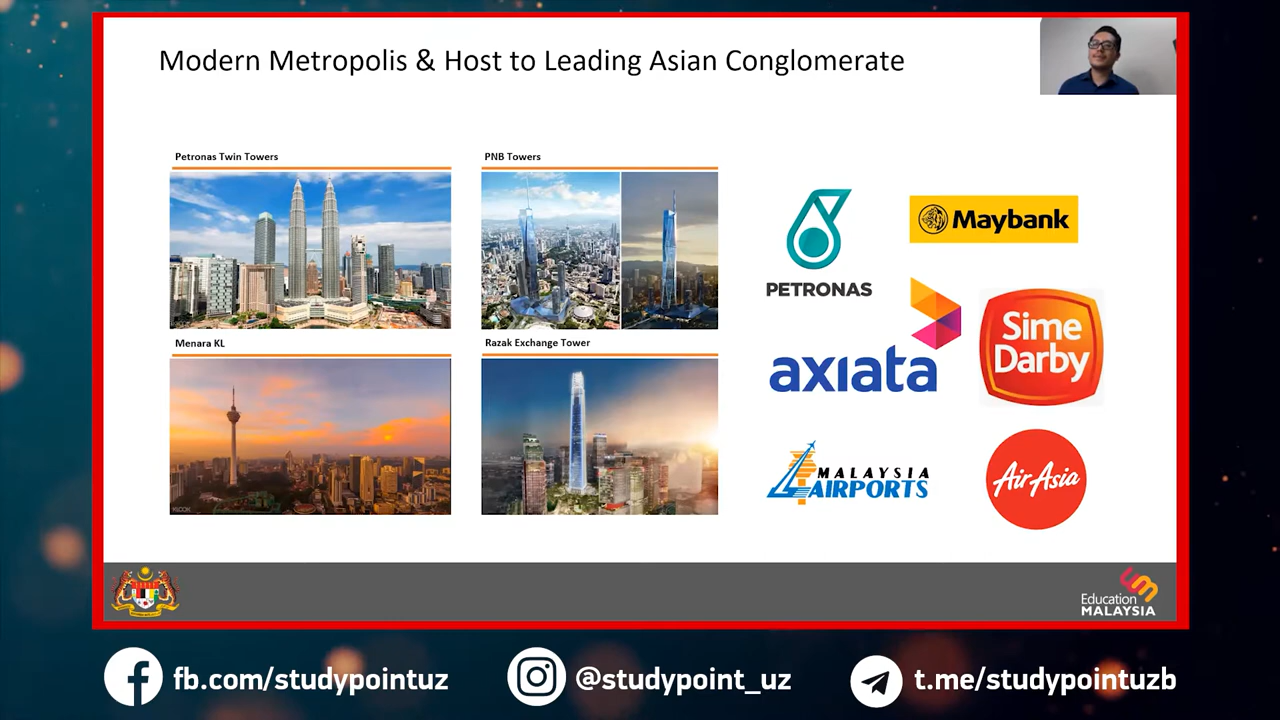 Modern Metropolis & Host to Leading Asian Conglomerate
Petronas Twin Towers
PNB Towers
Menara KL
Razak Exchange Tower
PETRONAS
Maybank
axiata
Sime
Darby
MALAYSIA
AIRPORTS
AirAsia
Education
MALAYSIA
fb.com/studypointuz
@studypoint_uz
t.me/studypointuzb